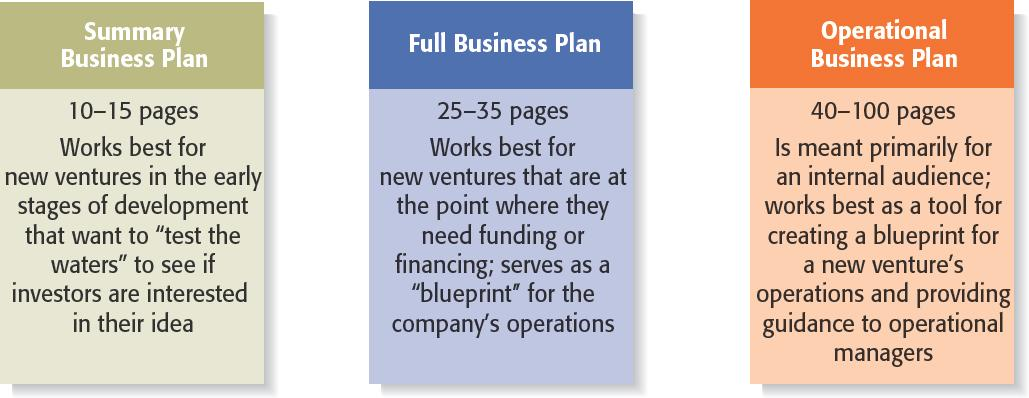 Summary
Business Plan
10–15 pages
Works best for
new ventures in the early
stages of development
that want to “test the
waters” to see if
investors are interested
in their idea
Full Business Plan
25–35 pages
Works best for
new ventures that are at
the point where they
need funding or
financing; serves as a
“blueprint” for the
company’s operations
Operational
Business Plan
40–100 pages
Is meant primarily for
an internal audience;
works best as a tool for
creating a blueprint for
a new venture’s
operations and providing
guidance to operational
managers